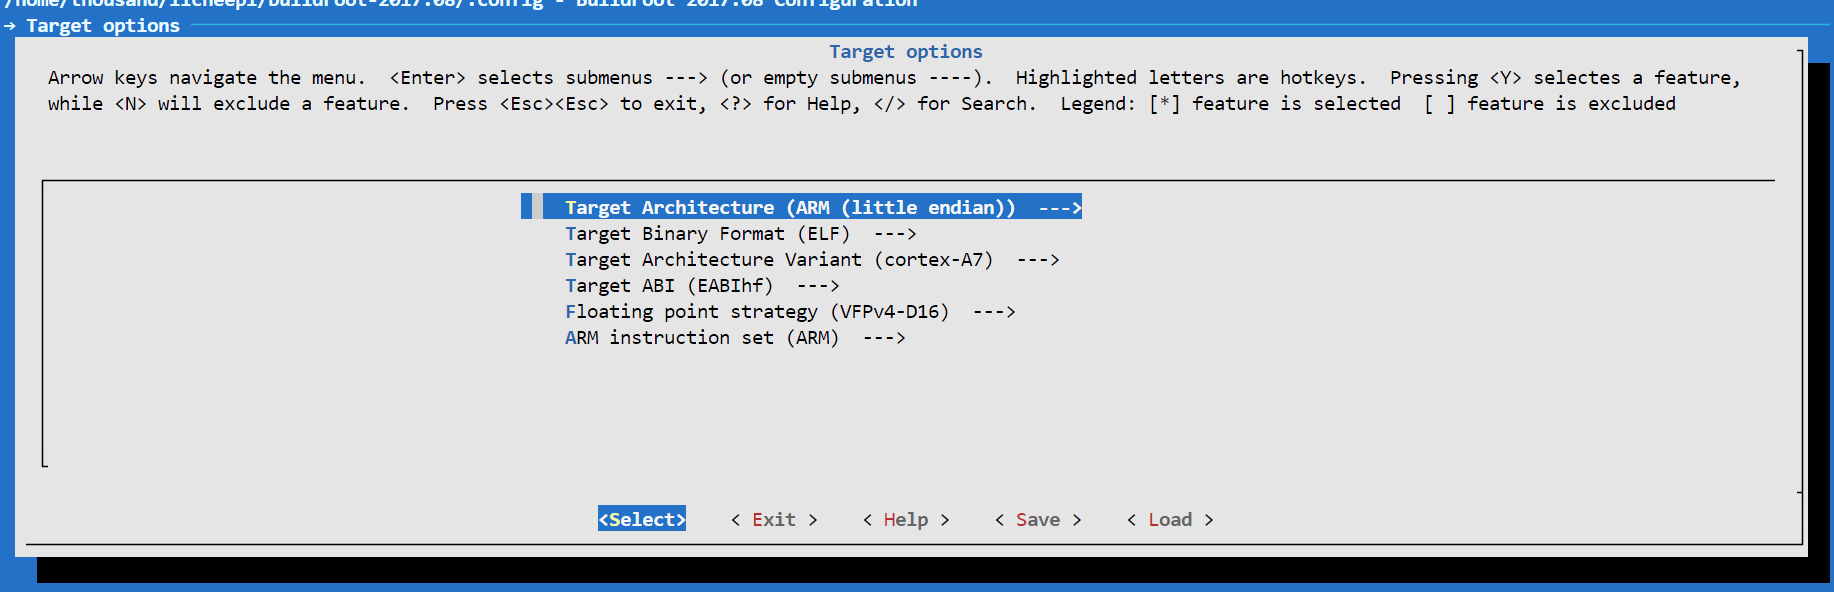 /home/thousand/licheepi/buildroot-2017.08/.config - Buildroot 2017.08 Configuration
→ Target options
Target options
Arrow keys navigate the menu.  <Enter> selects submenus ---> (or empty submenus ----).  Highlighted letters are hotkeys.  Pressing <Y> selectes a feature,
while <N> will exclude a feature.  Press <Esc><Esc> to exit, <?> for Help, </> for Search.  Legend: [*] feature is selected  [ ] feature is excluded
Target Architecture (ARM (little endian))  --->
Target Binary Format (ELF)  --->
Target Architecture Variant (cortex-A7)  --->
Target ABI (EABIhf)  --->
Floating point strategy (VFPv4-D16)  --->
ARM instruction set (ARM)  --->
<Select>    < Exit >    < Help >    < Save >    < Load >